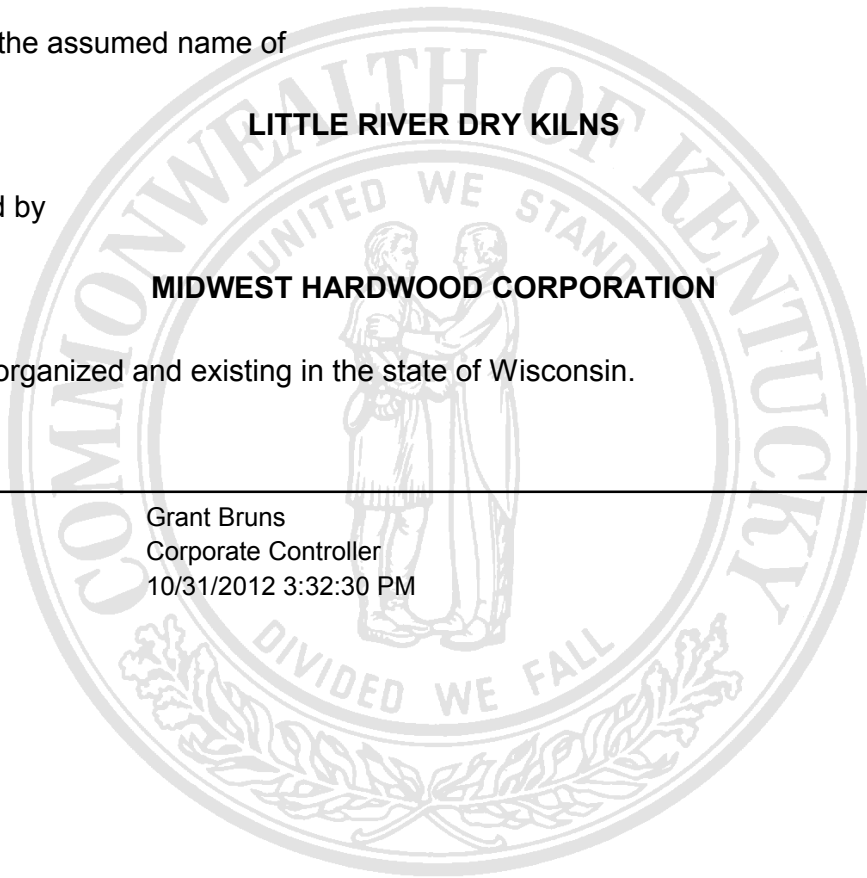 the assumed name of
LITTLE RIVER DRY KILNS
d by
MIDWEST HARDWOOD CORPORATION
organized and existing in the state of Wisconsin.
Grant Bruns
Corporate Controller
10/31/2012 3:32:30 PM
COMMONWEALTH OF KENTUCKY
UNITED WE STAND
DIVIDED WE FALL